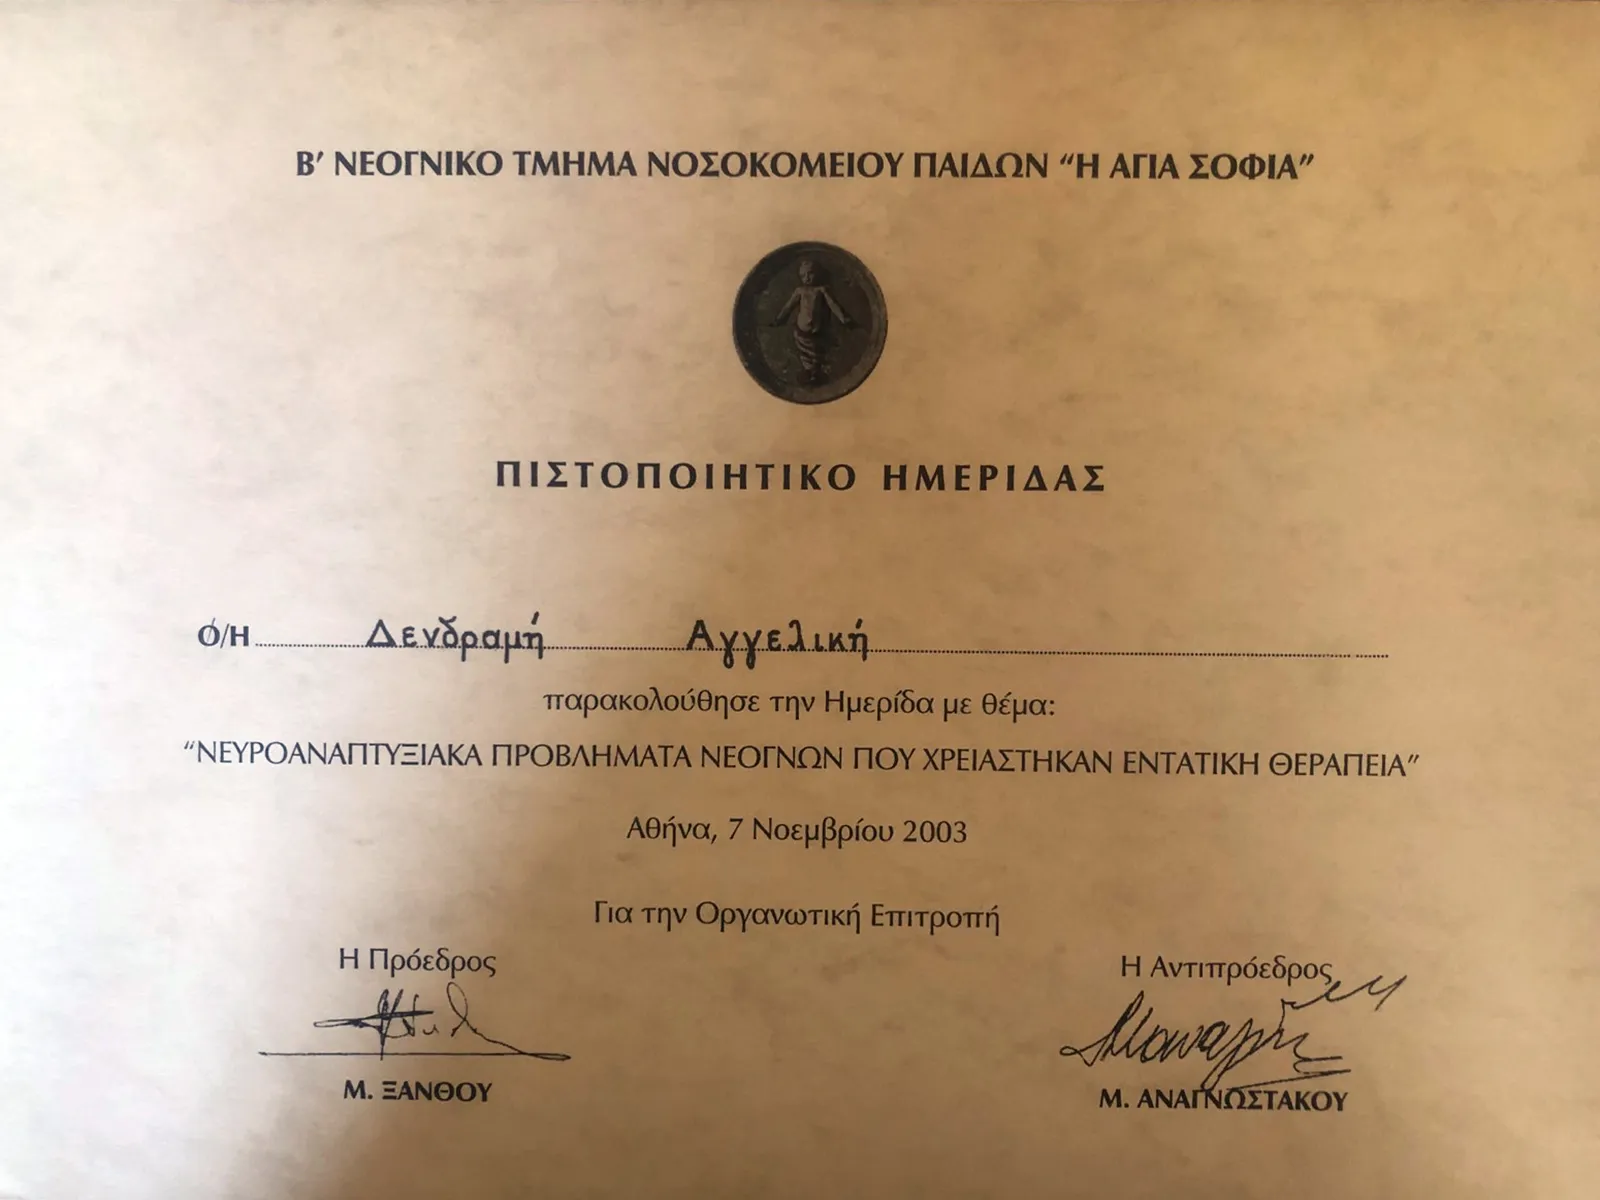 Β' ΝΕΟΓΝΙΚΟ ΤΜΗΜΑ ΝΟΣΟΚΟΜΕΙΟΥ ΠΑΙΔΩΝ “Η ΑΓΙΑ ΣΟΦΙΑ”
ΠΙΣΤΟΠΟΙΗΤΙΚΟ ΗΜΕΡΙΔΑΣ
Ο/Η Δενδραμή Αγγελική
παρακολούθησε την Ημερίδα με θέμα:
“ΝΕΥΡΟΑΝΑΠΤΥΞΙΑΚΑ ΠΡΟΒΛΗΜΑΤΑ ΝΕΟΓΝΩΝ ΠΟΥ ΧΡΕΙΑΣΤΗΚΑΝ ΕΝΤΑΤΙΚΗ ΘΕΡΑΠΕΙΑ”
Αθήνα, 7 Νοεμβρίου 2003
Για την Οργανωτική Επιτροπή
Η Πρόεδρος
Η Αντιπρόεδρος
Μ. ΞΑΝΘΟΥ
Μ. ΑΝΑΓΝΩΣΤΑΚΟΥ